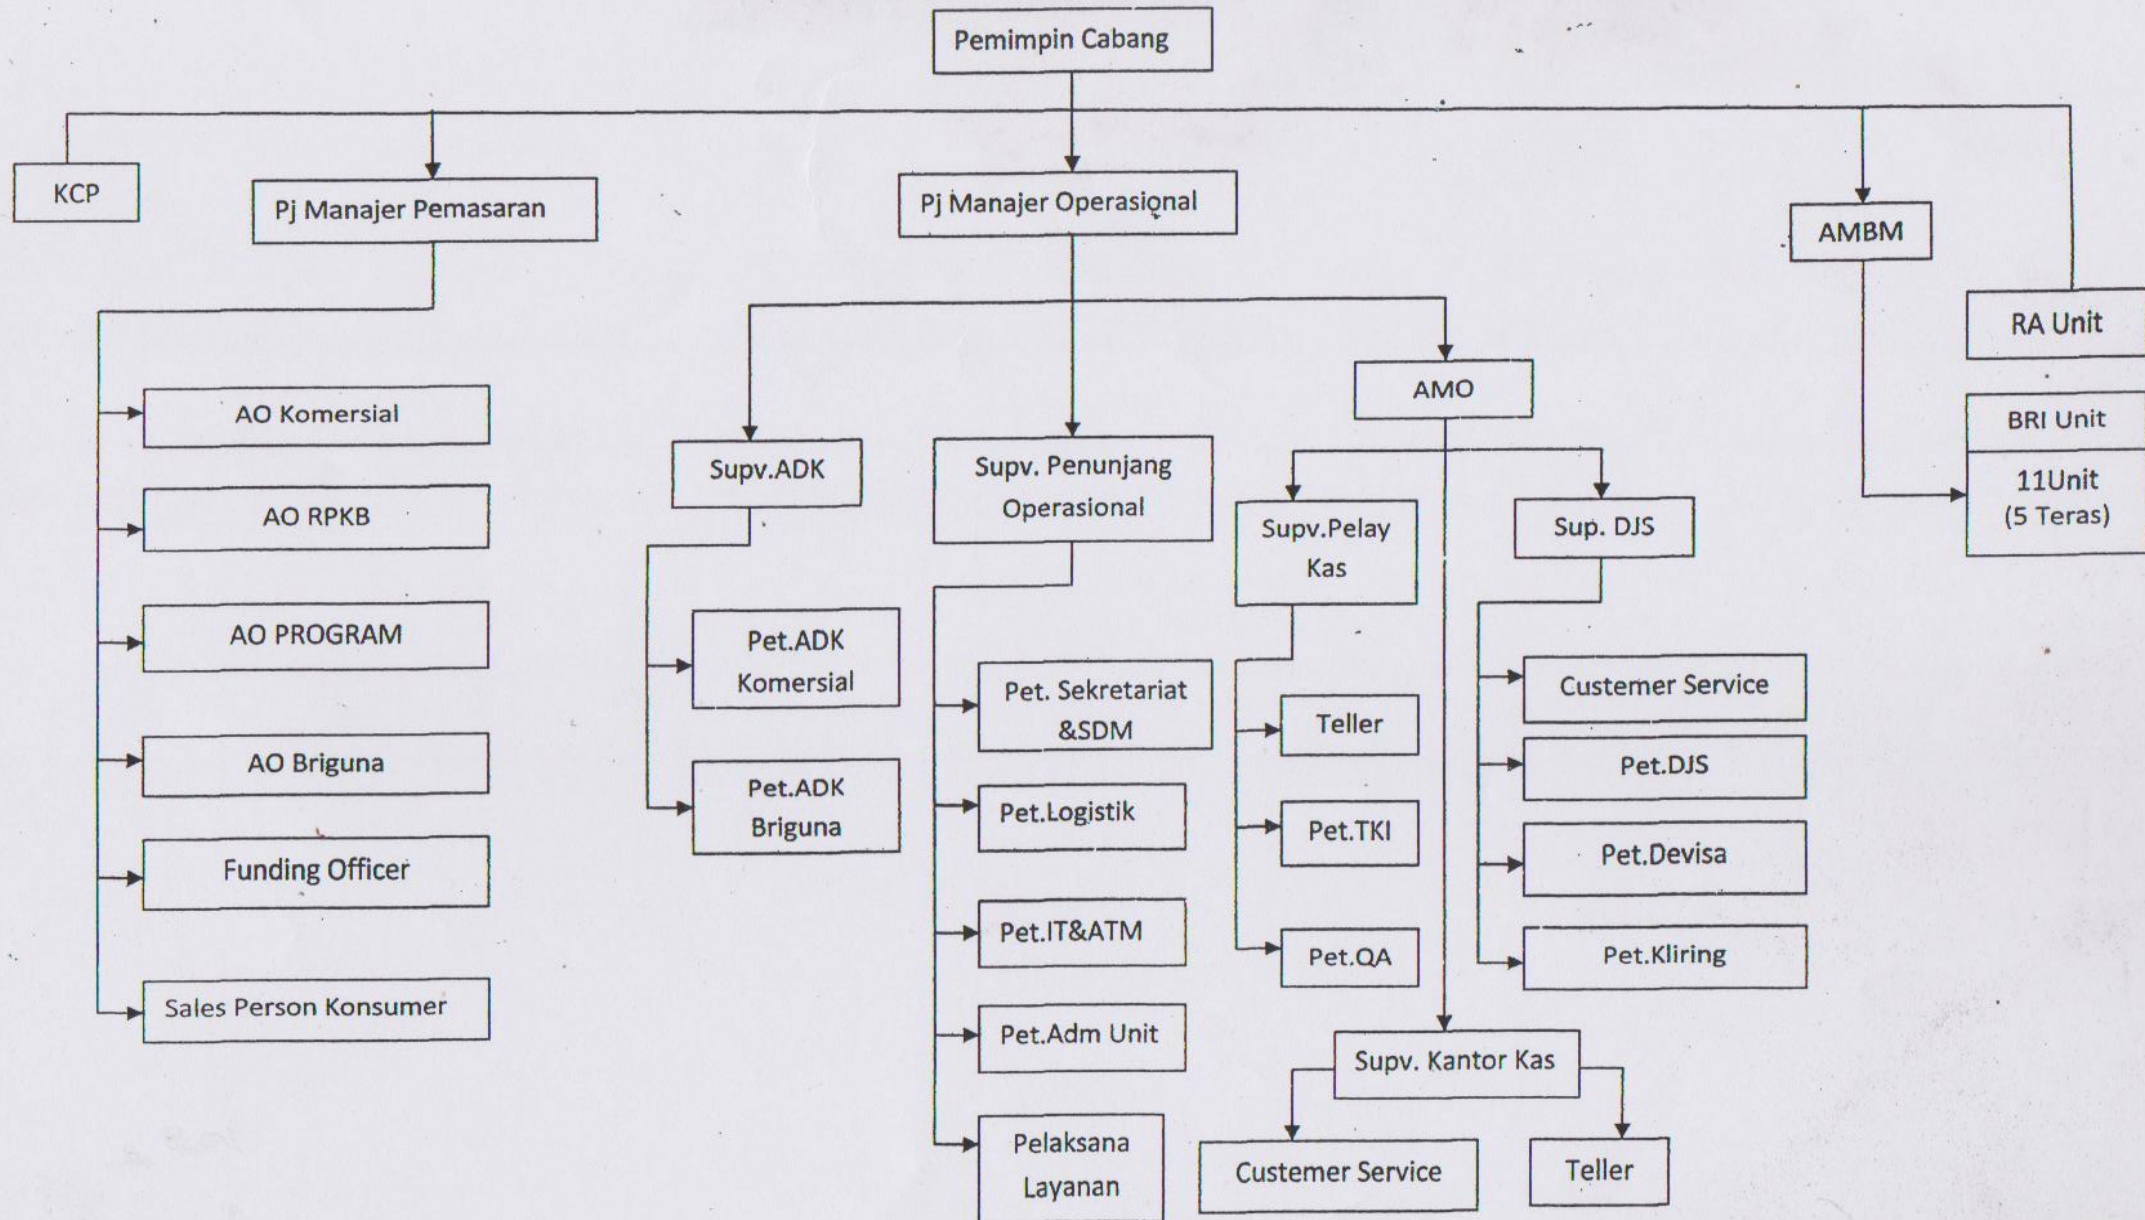 Pemimpin Cabang
KCP
Pj Manajer Pemasaran
Pj Manajer Operasional
AMBM
RA Unit
BRI Unit
11Unit
(5 Teras)
AO Komersial
AO RPKB
AO PROGRAM
AO Briguna
Funding Officer
Sales Person Konsumer
AMO
Supv.ADK
Supv. Penunjang
Operasional
Supv.Pelay
Kas
Sup. DJS
Pet.ADK
Komersial
Pet.ADK
Briguna
Pet. Sekretariat
&SDM
Pet.Logistik
Pet.IT&ATM
Pet.Adm Unit
Pelaksana
Layanan
Teller
Pet.TKI
Pet.QA
Custemer Service
Pet.DJS
Pet.Devisa
Pet.Kliring
Supv. Kantor Kas
Custemer Service
Teller